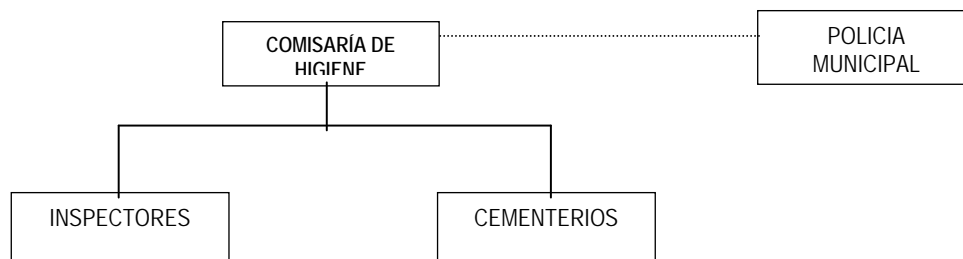 COMISARÍA DE
HIGIENE
POLICIA
MUNICIPAL
INSPECTORES
CEMENTERIOS